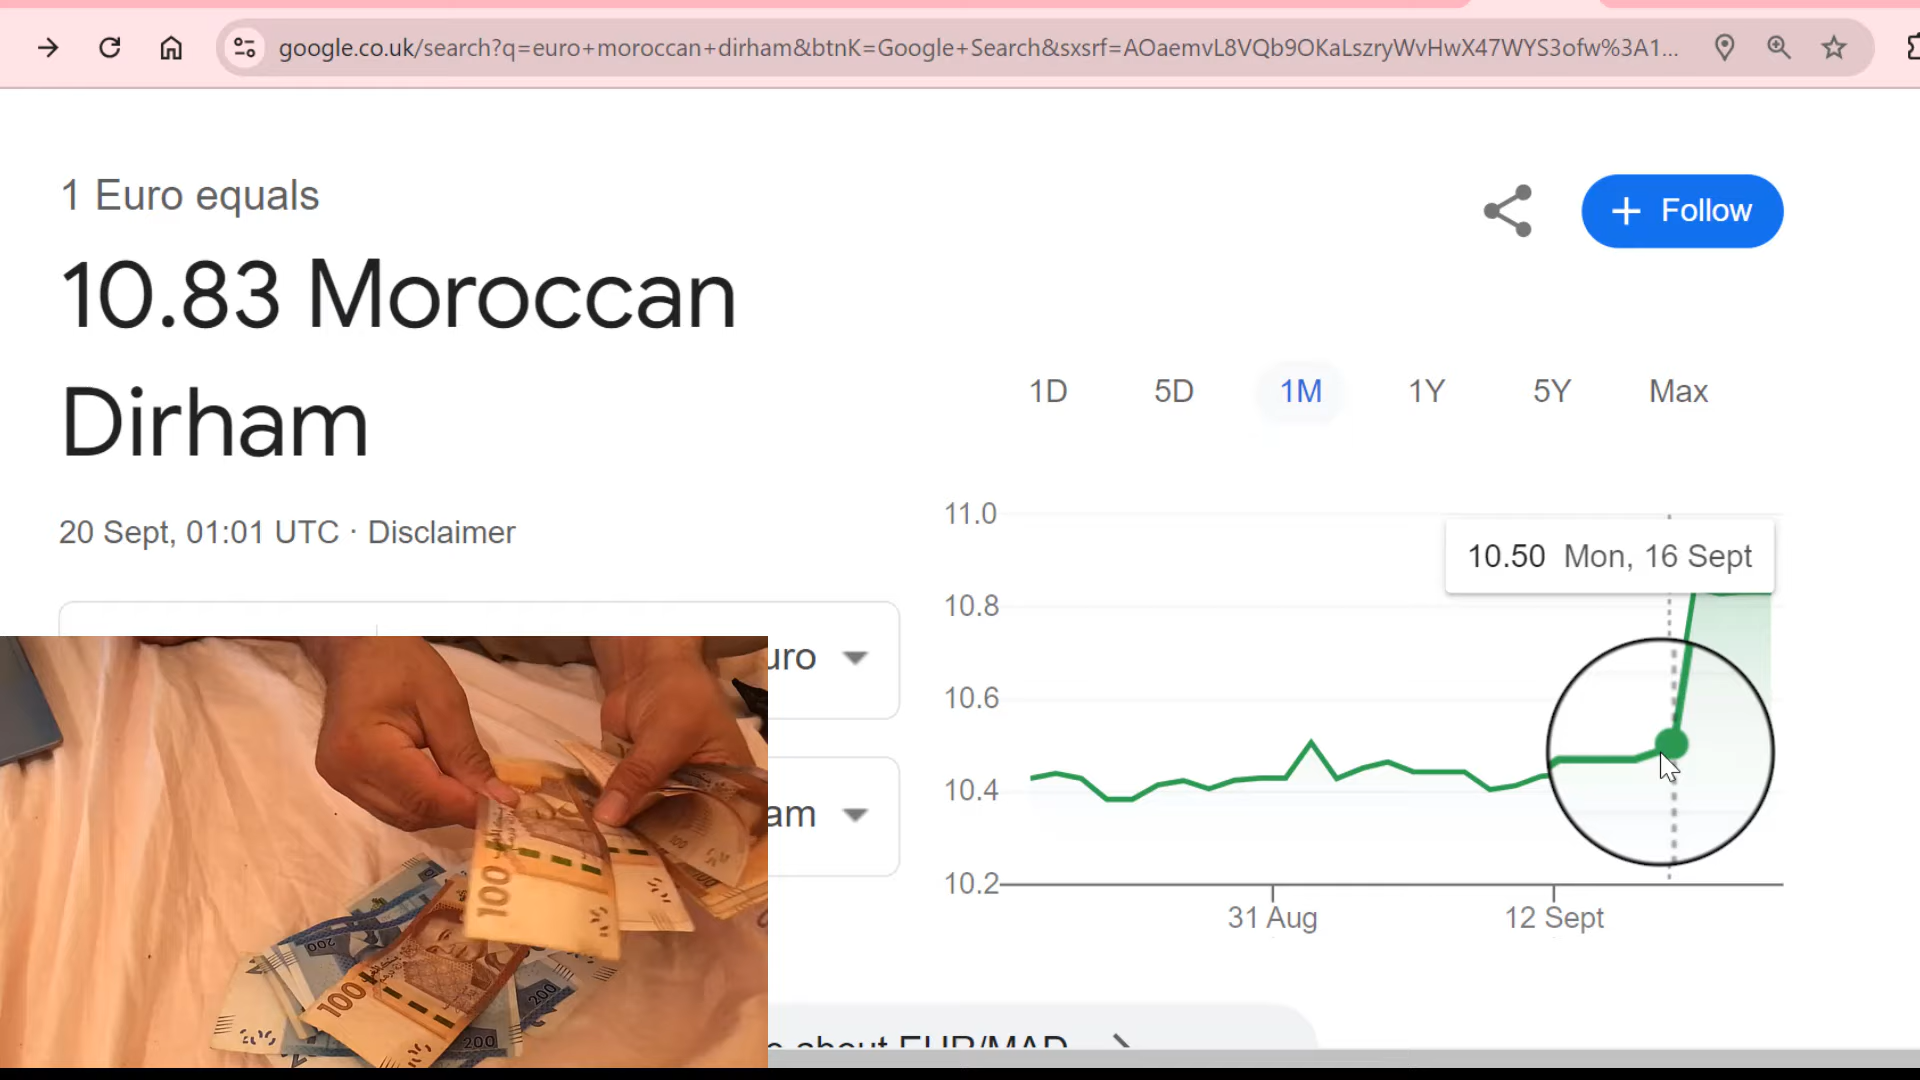 google.co.uk/search?q=euro+moroccan+dirham&btnK=Google+Search&sxsrf=AOaemvL8VQb9OKaLszryWvHwX47WYS3ofw%3A1...
1 Euro equals
Follow
10.83 Moroccan
Dirham
1D 5D 1M 1Y 5Y Max
20 Sept, 01:01 UTC · Disclaimer
11.0
10.50 Mon, 16 Sept
10.8
10.6
10.4
10.2
31 Aug 12 Sept
uro
am
about EUR/MAD
100
200
100
200
200